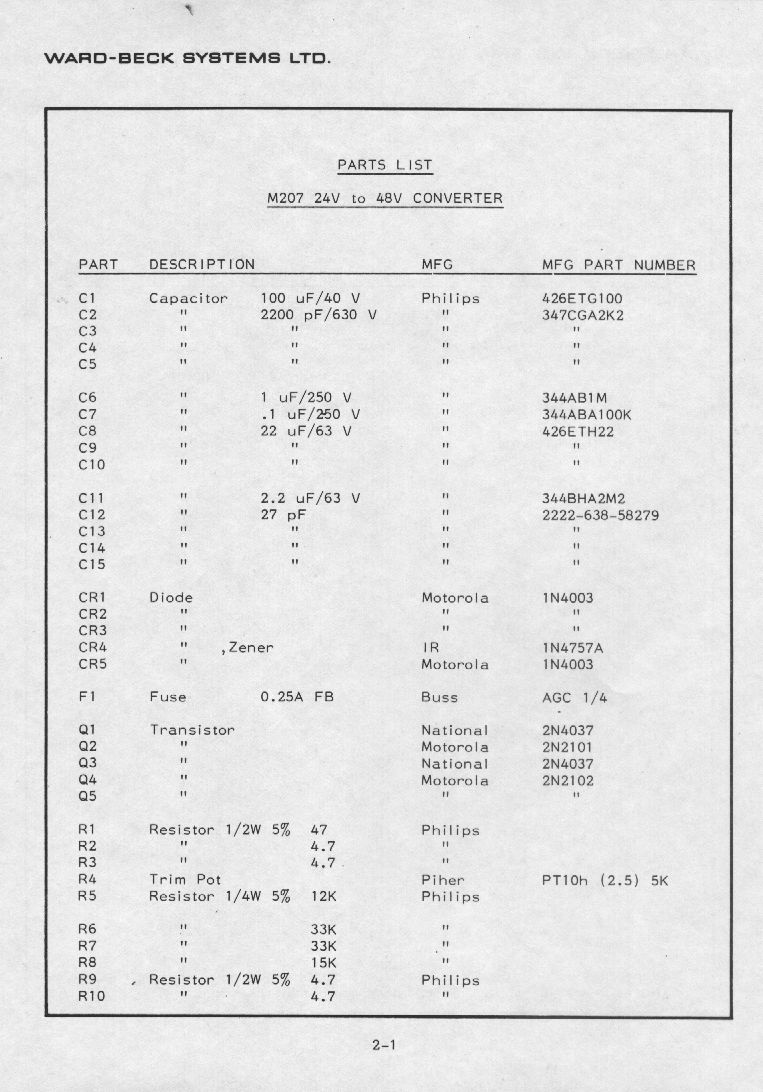 WARD-BECK SYSTEMS LTD.
PARTS LIST
M207 24V to 48V CONVERTER
PART DESCRIPTION MFG MFG PART NUMBER
C1 Capacitor 100 uF/40 V Philips 426ETG100
C2 " 2200 pF/630 V " 347CGA2K2
C3 " " " "
C4 " " " "
C5 " " " "
C6 " 1 uF/250 V " 344AB1M
C7 " .1 uF/250 V " 344ABA100K
C8 " 22 uF/63 V " 426ETH22
C9 " " " "
C10 " " " "
C11 " 2.2 uF/63 V " 344BHA2M2
C12 " 27 pF " 2222-638-58279
C13 " " " "
C14 " " " "
C15 " " " "
CR1 Diode Motorola 1N4003
CR2 " " "
CR3 " " "
CR4 " ,Zener IR 1N4757A
CR5 " Motorola 1N4003
F1 Fuse 0.25A FB Buss AGC 1/4
Q1 Transistor National 2N4037
Q2 " Motorola 2N2101
Q3 " National 2N4037
Q4 " Motorola 2N2102
Q5 " " "
R1 Resistor 1/2W 5% 47 Philips
R2 " 4.7 "
R3 " 4.7 "
R4 Trim Pot Piher PT10h (2.5) 5K
R5 Resistor 1/4W 5% 12K Philips
R6 " 33K "
R7 " 33K "
R8 " 15K "
R9 Resistor 1/2W 5% 4.7 Philips
R10 " 4.7 "
2-1